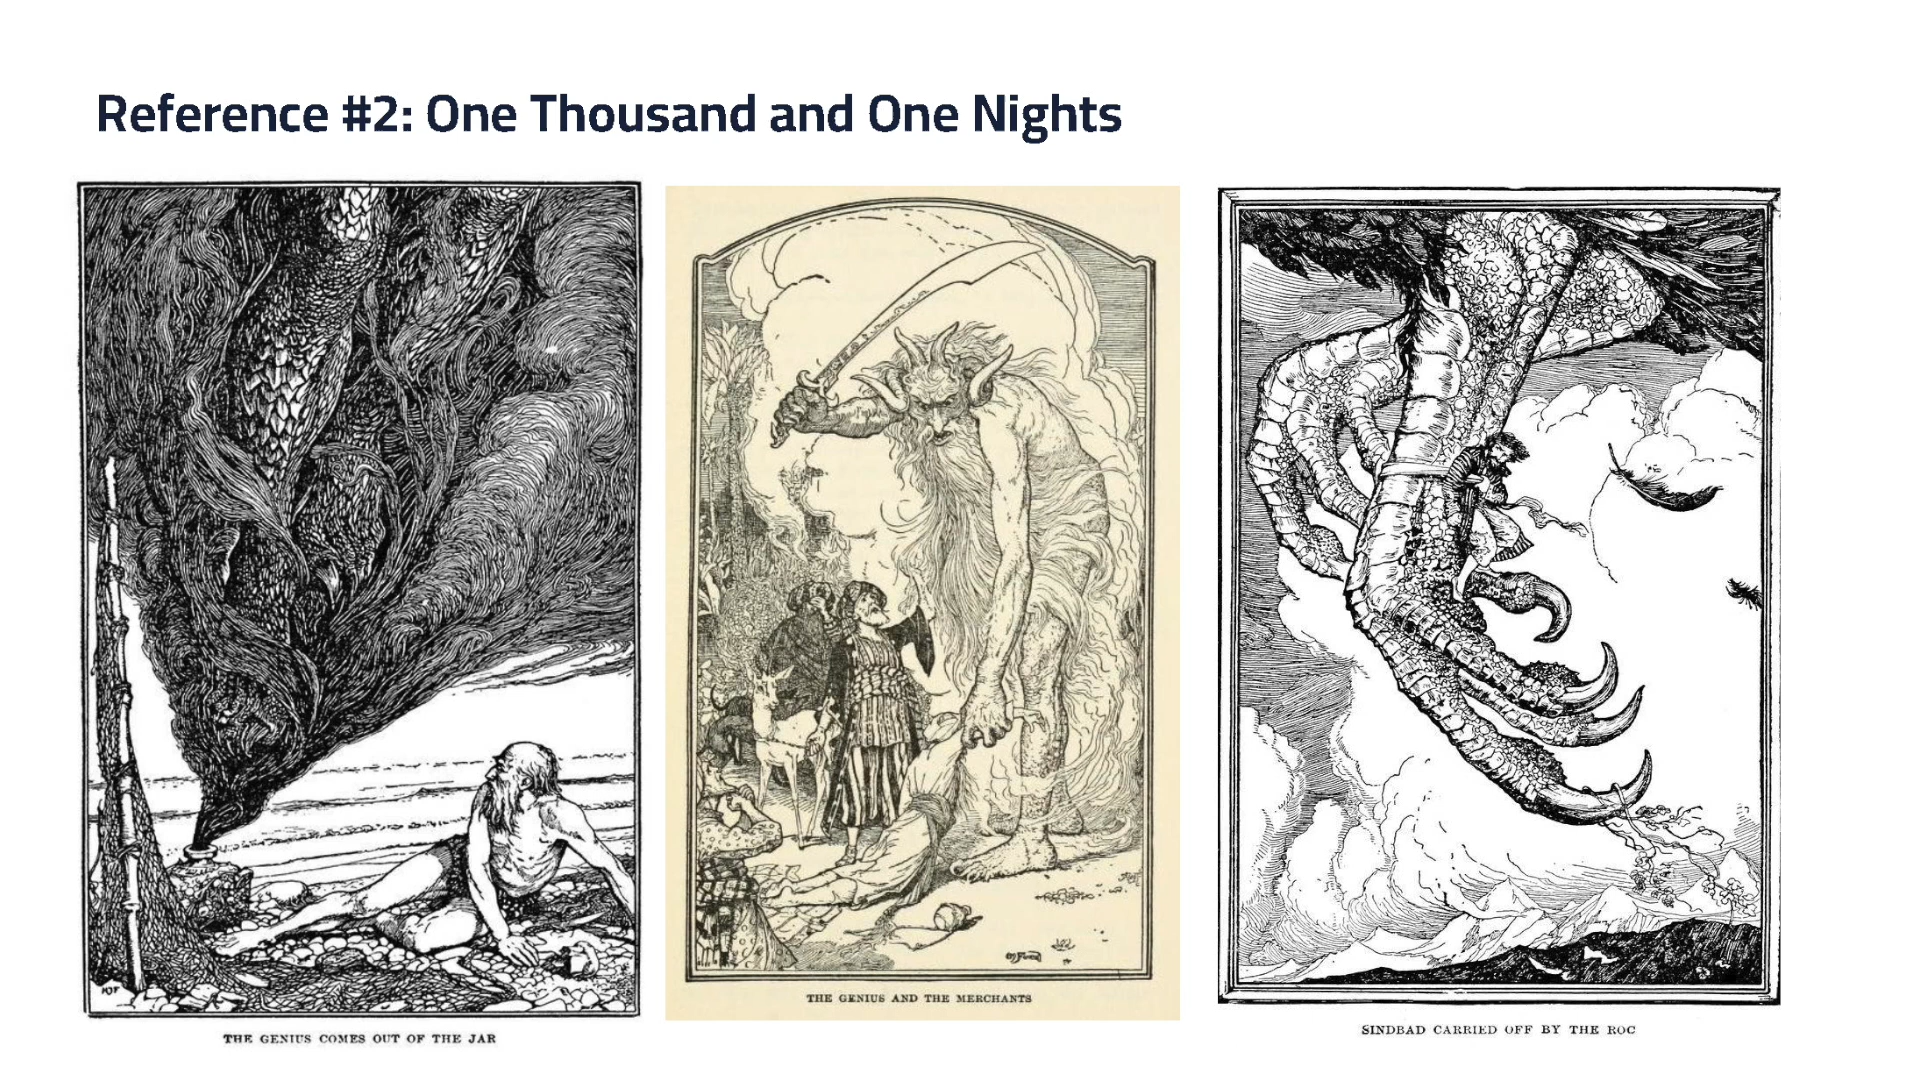 Reference #2: One Thousand and One Nights
HJF
THE GENIUS COMES OUT OF THE JAR
THE GENIUS AND THE MERCHANTS
SINDBAD CARRIED OFF BY THE ROC